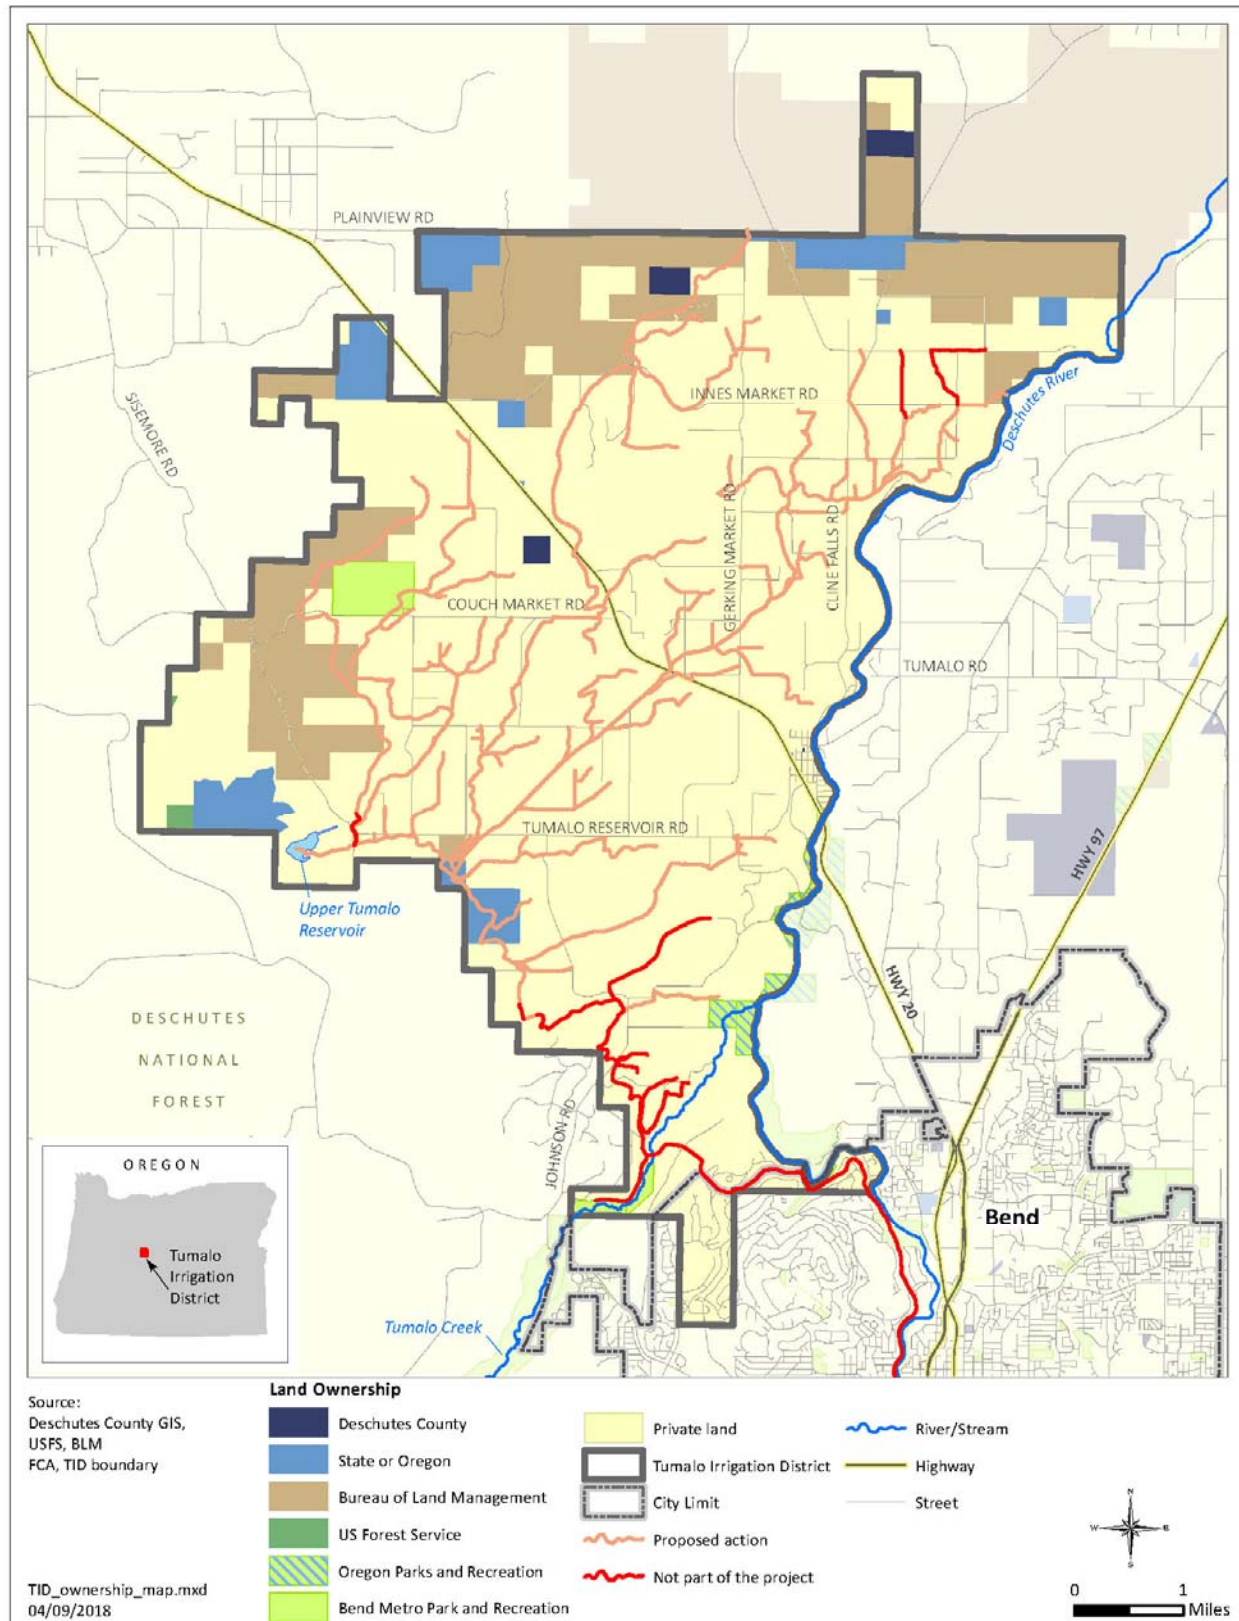 PLAINVIEW RD
INNES MARKET RD
Deschutes River
SISEMORE RD
GERKING MARKET RD
CLINE FALLS RD
COUCH MARKET RD
TUMALO RD
TUMALO RESERVOIR RD
HWY 97
Upper Tumalo
Reservoir
HWY 20
DESCHUTES
NATIONAL
FOREST
JOHNSON RD
OREGON
Tumalo
Irrigation
District
Bend
Tumalo Creek
Source:
Deschutes County GIS,
USFS, BLM
FCA, TID boundary
TID_ownership_map.mxd
04/09/2018
Land Ownership
Deschutes County
State or Oregon
Bureau of Land Management
US Forest Service
Oregon Parks and Recreation
Bend Metro Park and Recreation
Private land
Tumalo Irrigation District
City Limit
Proposed action
Not part of the project
River/Stream
Highway
Street
N
W E
S
0 1
Miles